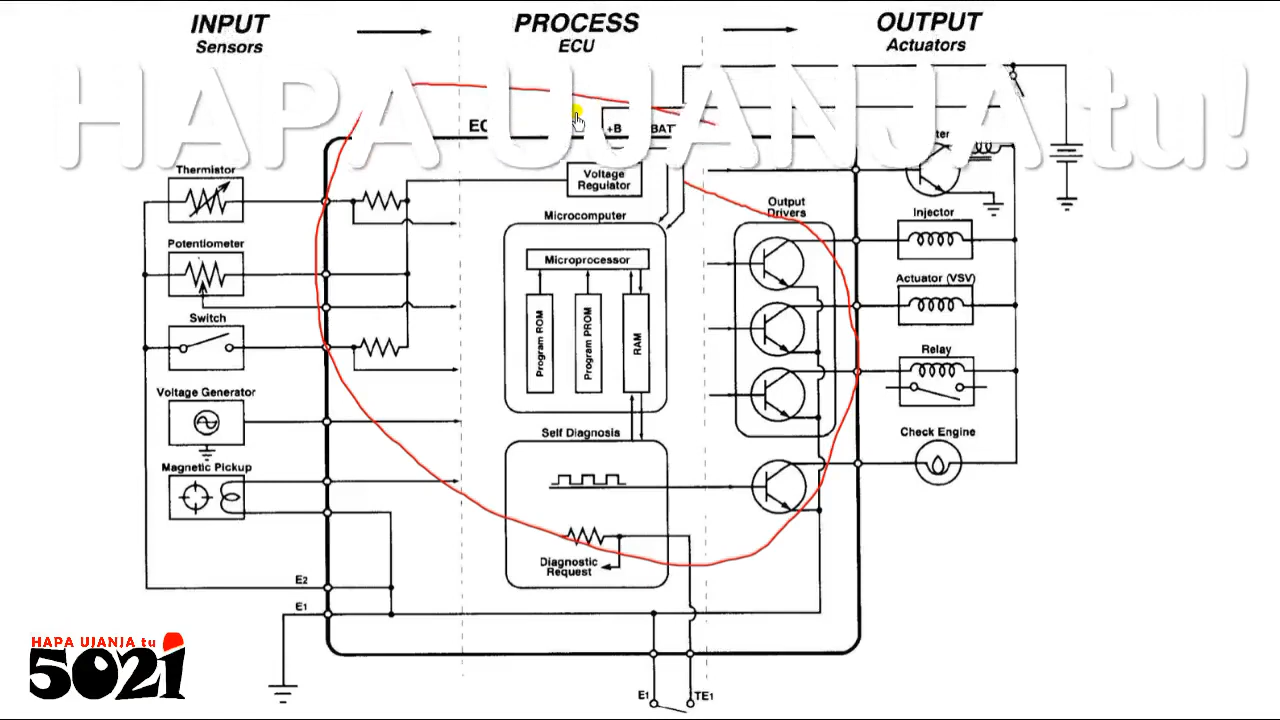 INPUT
Sensors
PROCESS
ECU
OUTPUT
Actuators
HAPA UJANJA tu!
+B
BAT
Voltage
Regulator
Thermiator
Potentiometer
Switch
Voltage Generator
Magnetic Pickup
Microcomputer
Microprocessor
Program ROM
Program PROM
RAM
Self Diagnosis
Diagnostic
Request
Output
Drivers
Injector
Actuator (VSV)
Relay
Check Engine
E2
E1
E1
TE1
HAPA UJANJA tu
5021